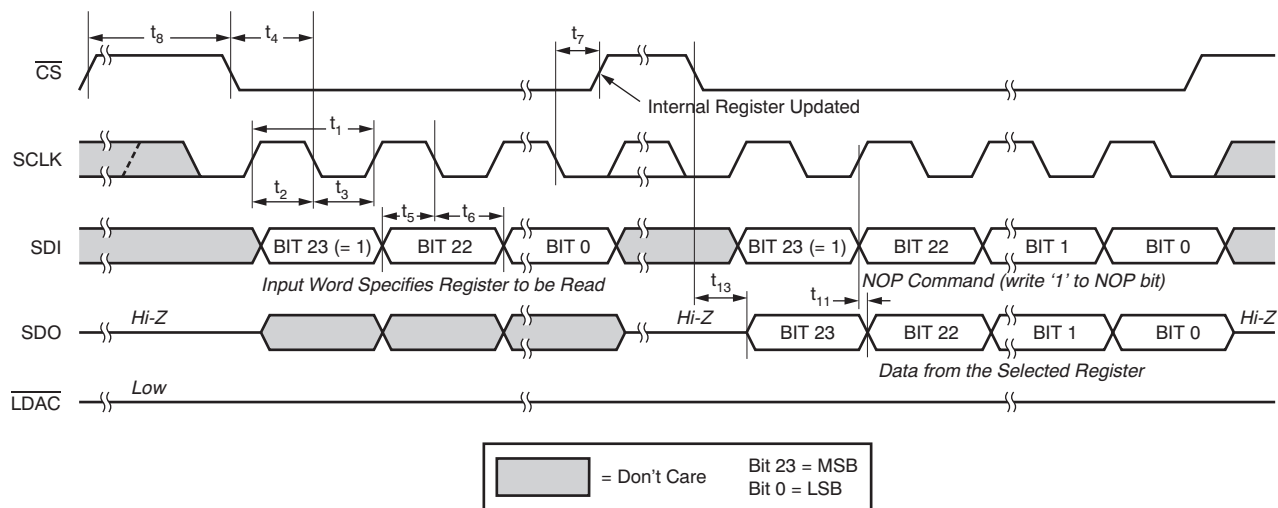 t8 t4 t7
CS
Internal Register Updated
t1
SCLK
t2 t3 t5 t6
SDI BIT 23 (= 1) BIT 22 BIT 0 BIT 23 (= 1) BIT 22 BIT 1 BIT 0
Input Word Specifies Register to be Read NOP Command (write ‘1’ to NOP bit)
t13 t11
SDO Hi-Z Hi-Z BIT 23 BIT 22 BIT 1 BIT 0 Hi-Z
Data from the Selected Register
LDAC Low
= Don't Care Bit 23 = MSB
Bit 0 = LSB